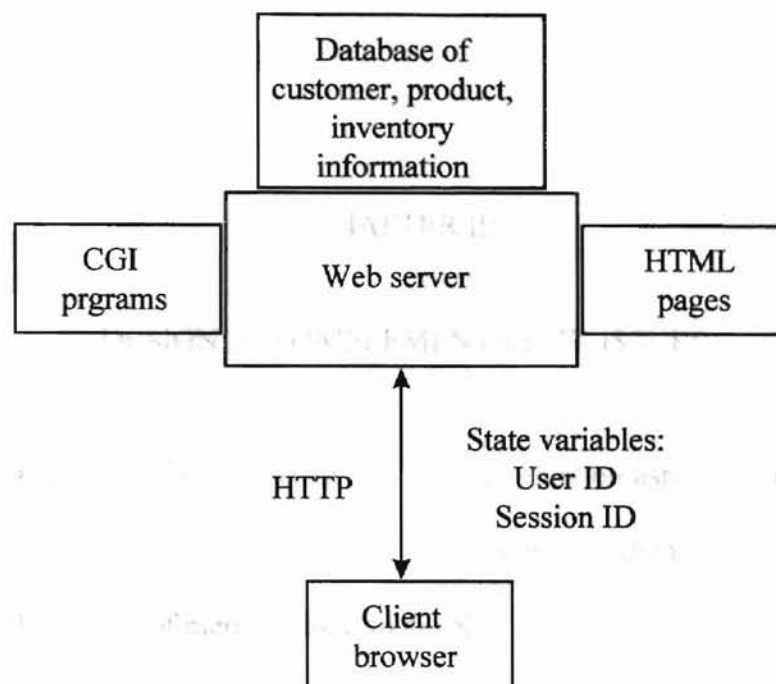 Database of
customer, product,
inventory
information
CGI
prgrams
Web server
HTML
pages
HTTP
State variables:
User ID
Session ID
Client
browser